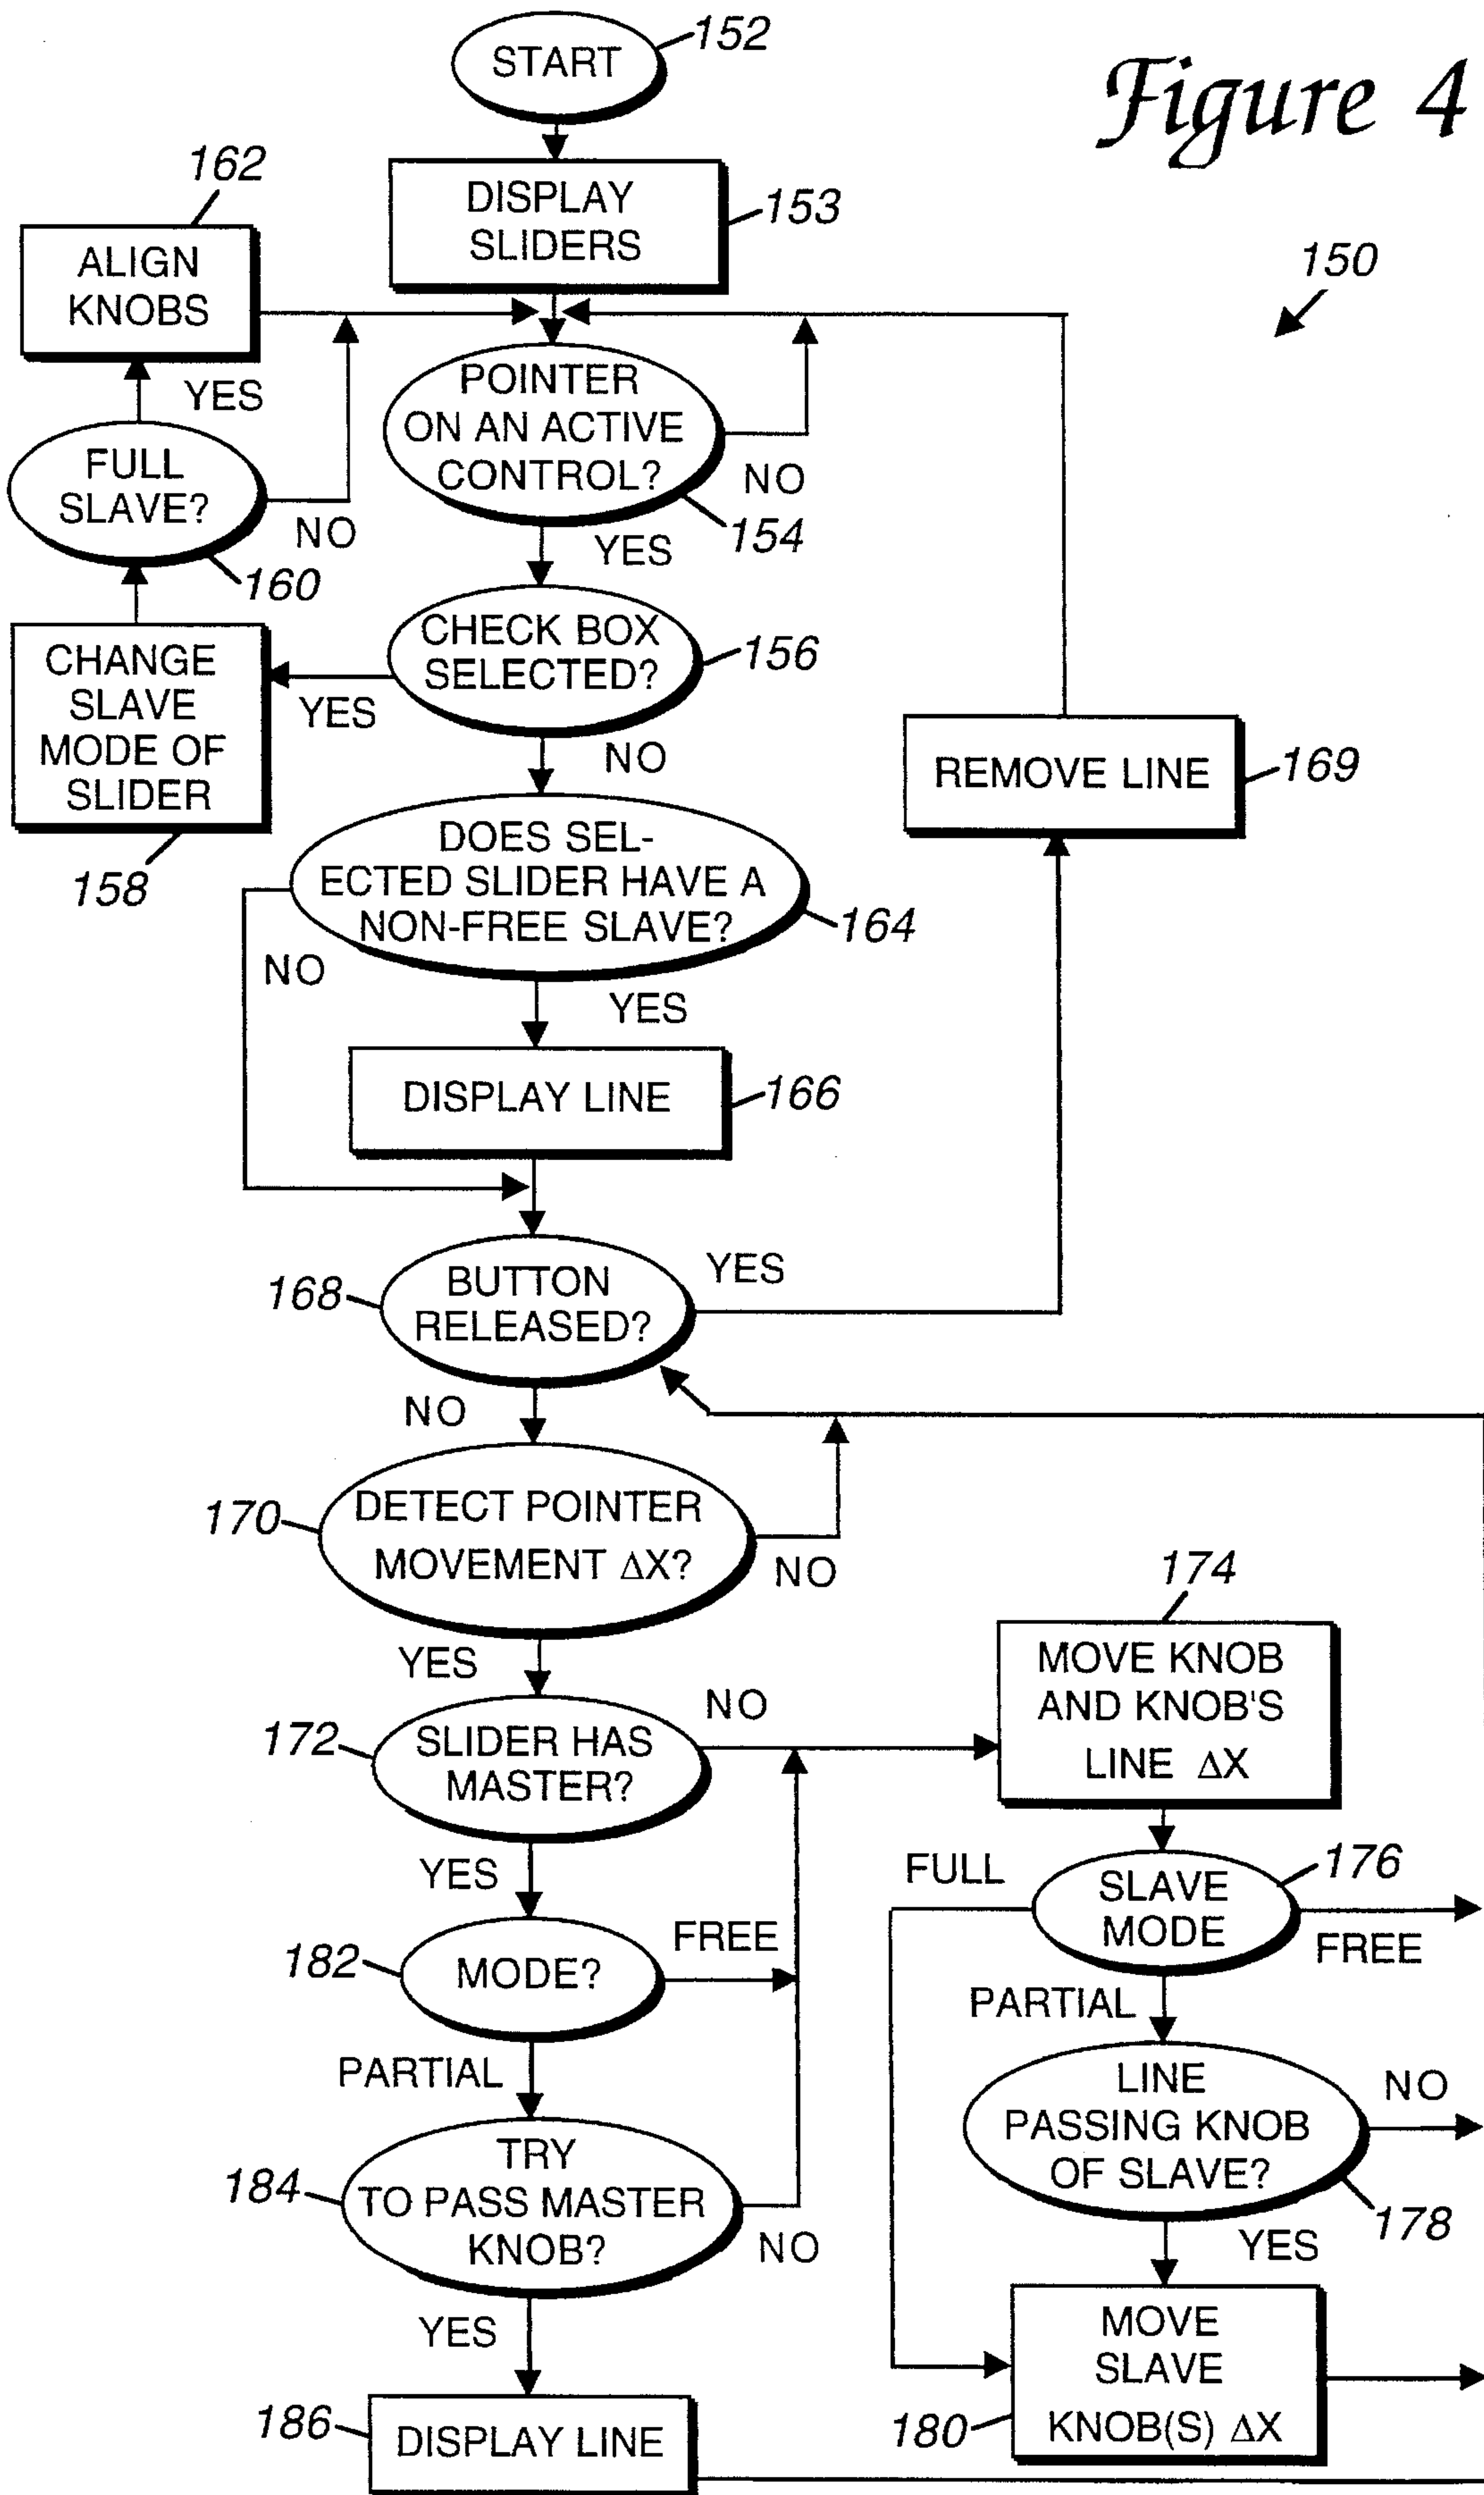 Figure 4
START
152
DISPLAY
SLIDERS
153
150
162
ALIGN
KNOBS
YES
FULL
SLAVE?
NO
160
POINTER
ON AN ACTIVE
CONTROL?
NO
154
YES
CHECK BOX
SELECTED?
156
YES
NO
CHANGE
SLAVE
MODE OF
SLIDER
158
REMOVE LINE
169
DOES SEL-
ECTED SLIDER HAVE A
NON-FREE SLAVE?
164
NO
YES
DISPLAY LINE
166
BUTTON
RELEASED?
168
YES
NO
DETECT POINTER
MOVEMENT ΔX?
170
NO
YES
SLIDER HAS
MASTER?
172
NO
YES
174
MOVE KNOB
AND KNOB'S
LINE ΔX
SLAVE
MODE
176
FULL
FREE
PARTIAL
MODE?
182
FREE
PARTIAL
LINE
PASSING KNOB
OF SLAVE?
178
NO
YES
TRY
TO PASS MASTER
KNOB?
184
NO
YES
MOVE
SLAVE
KNOB(S) ΔX
180
DISPLAY LINE
186